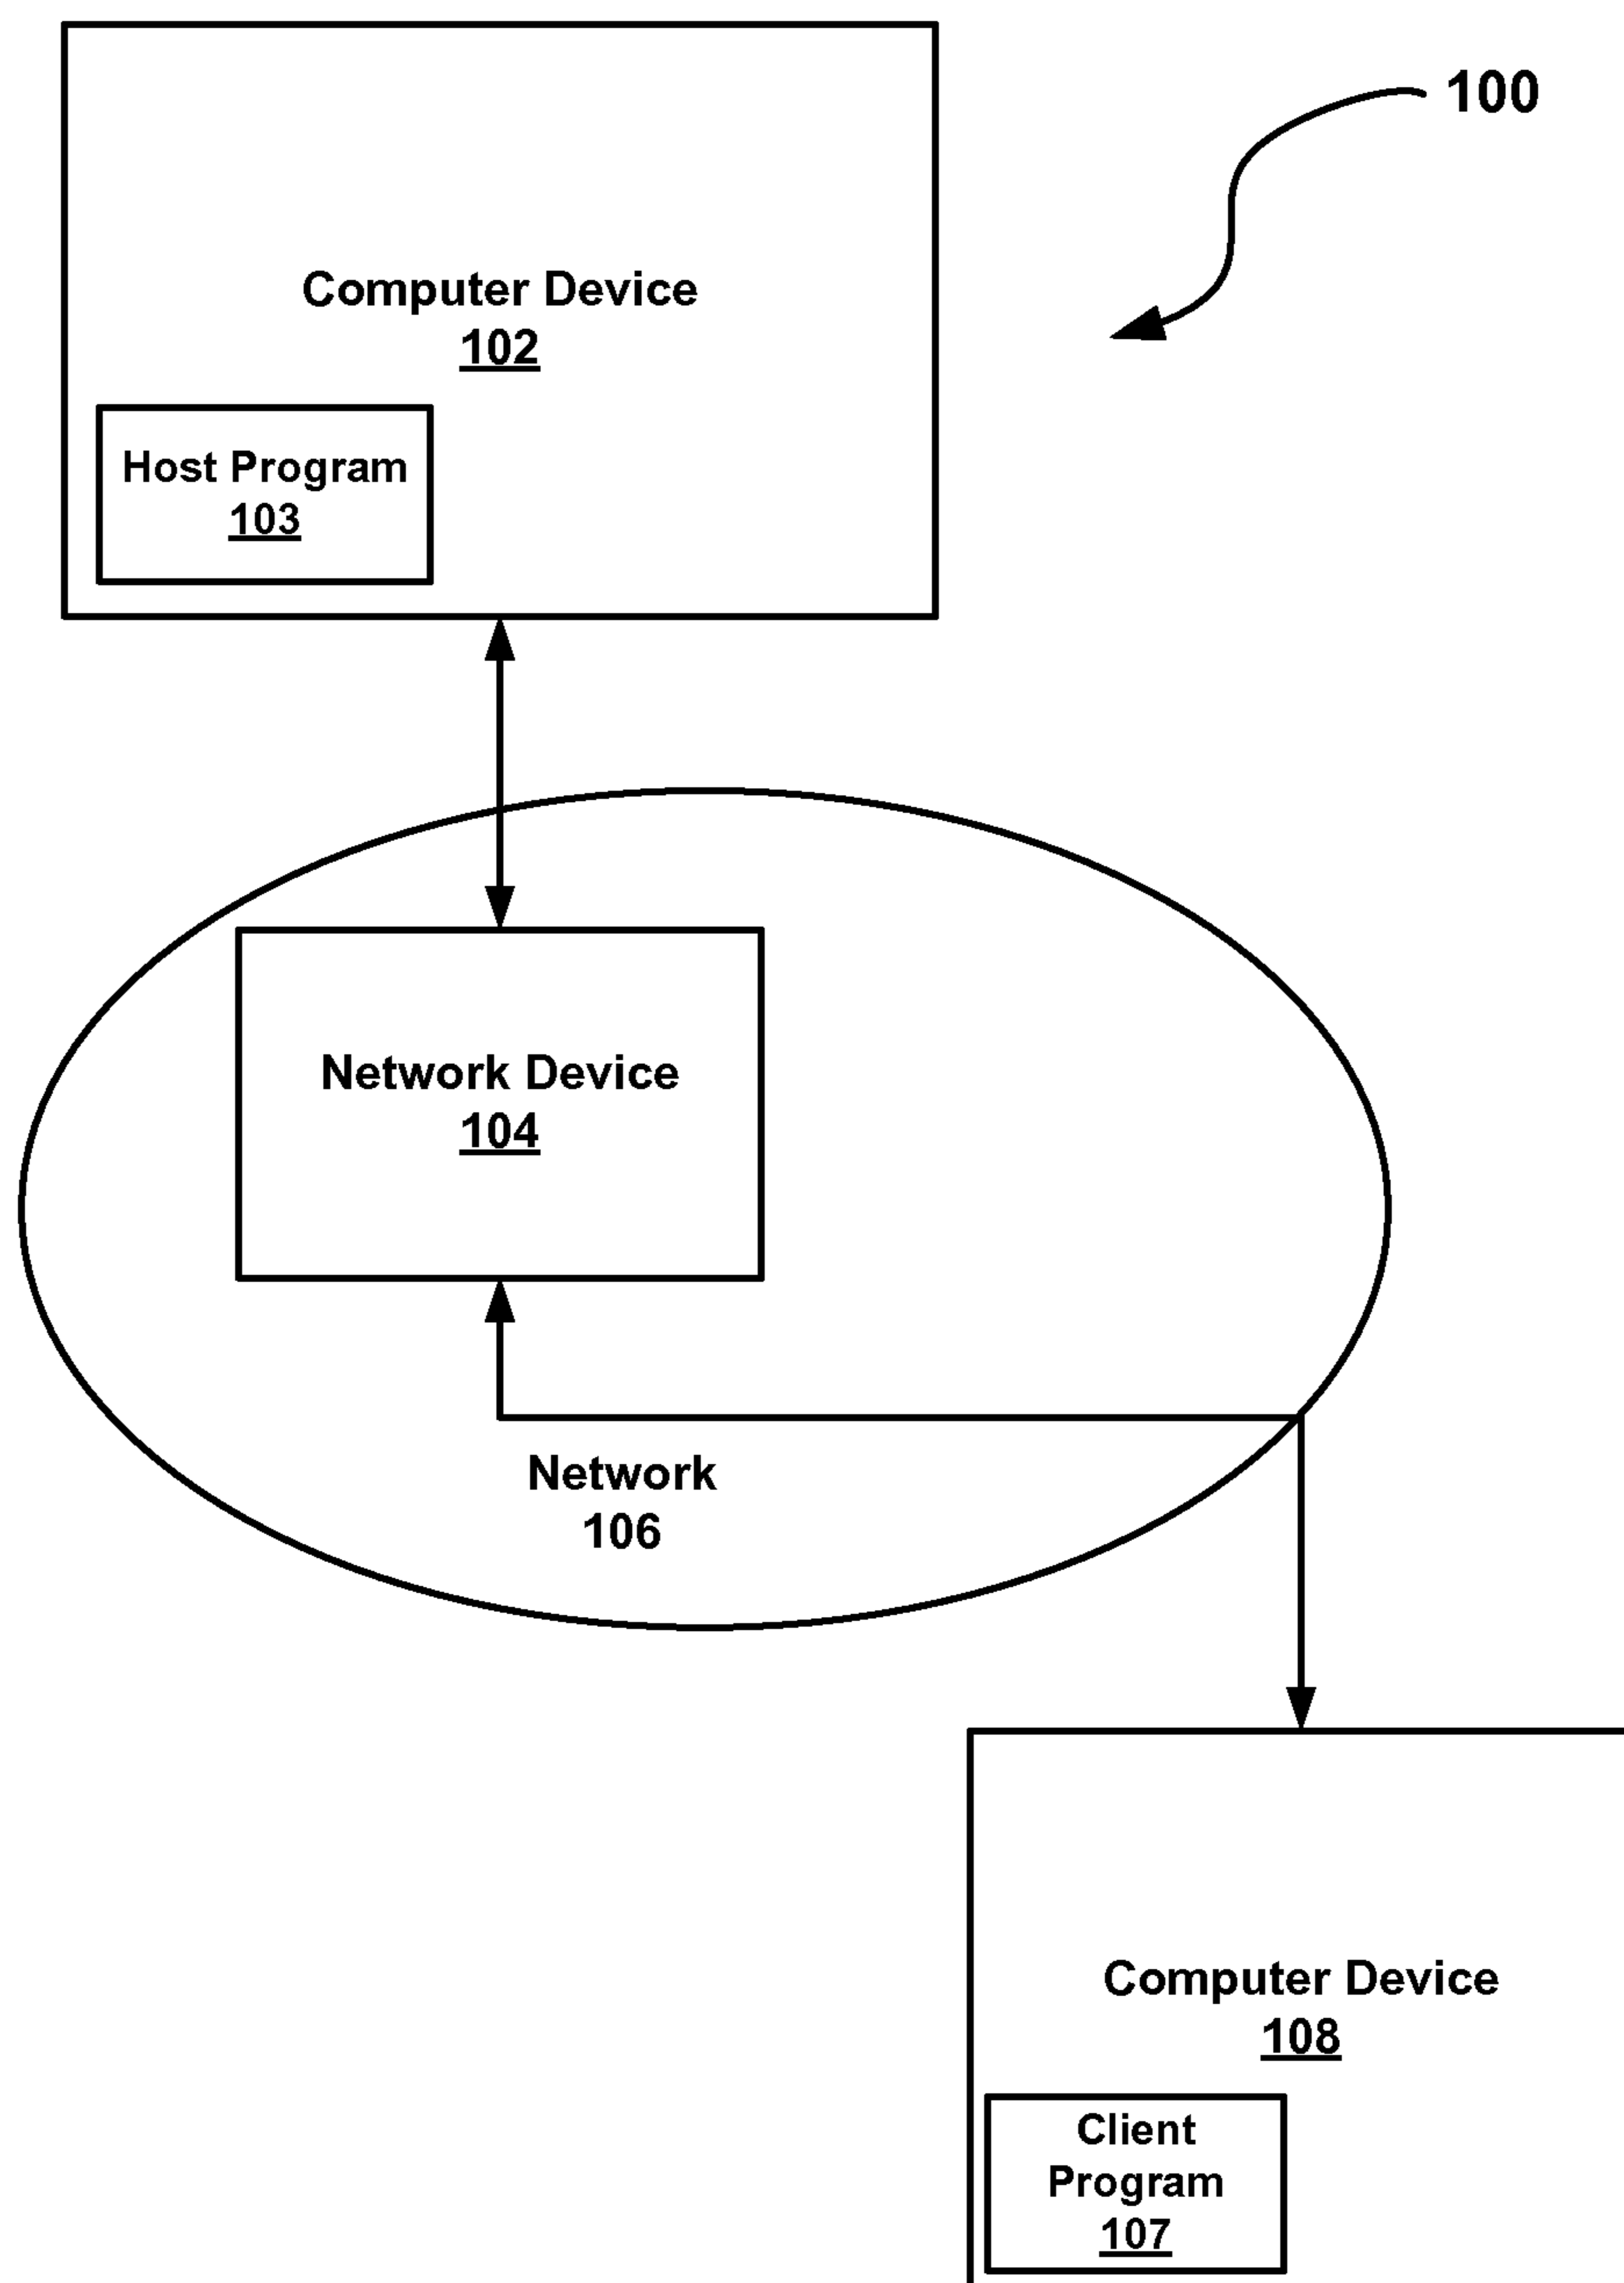 100
Computer Device
102
Host Program
103
Network Device
104
Network
106
Computer Device
108
Client
Program
107